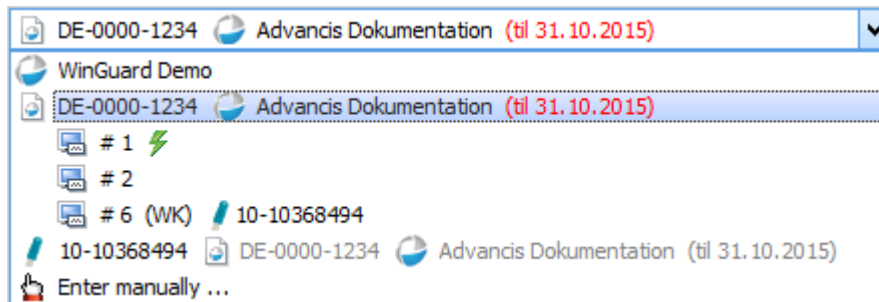 DE-0000-1234 Advancis Dokumentation (til 31.10.2015)
WinGuard Demo
DE-0000-1234 Advancis Dokumentation (til 31.10.2015)
# 1
# 2
# 6 (WK) 10-10368494
10-10368494 DE-0000-1234 Advancis Dokumentation (til 31.10.2015)
Enter manually ...